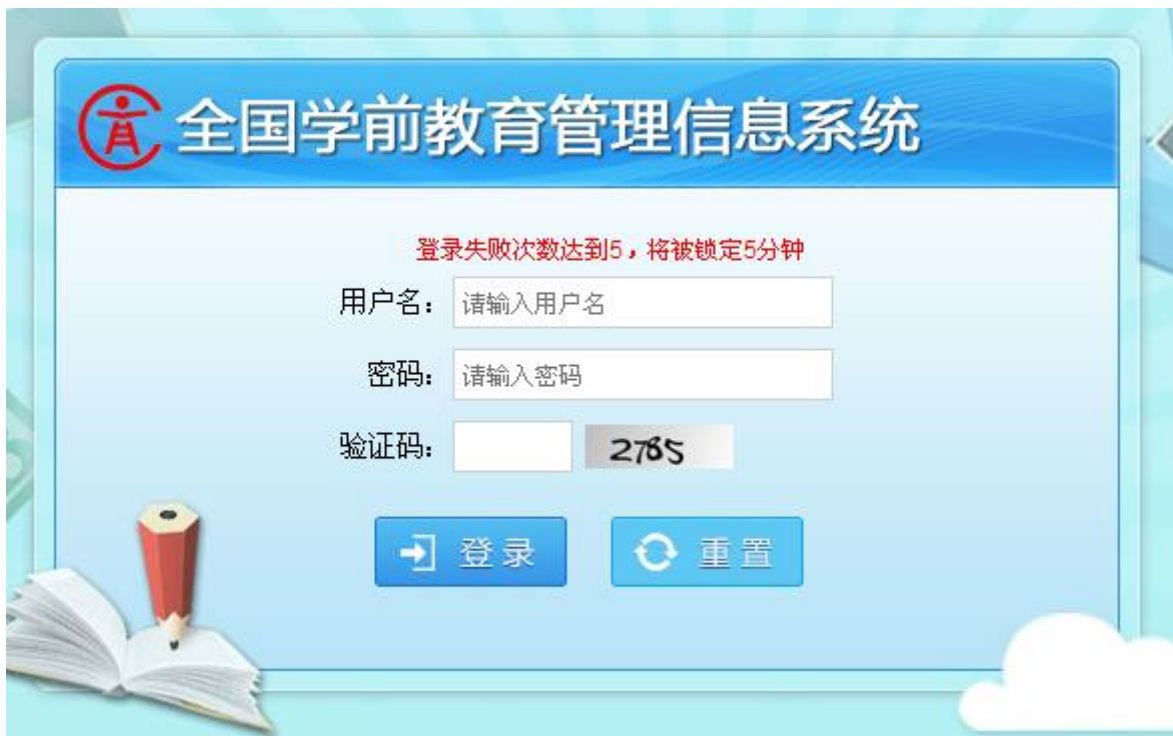 全国学前教育管理信息系统
登录失败次数达到5，将被锁定5分钟
用户名： 请输入用户名
密码： 请输入密码
验证码： 2785
登录 重置